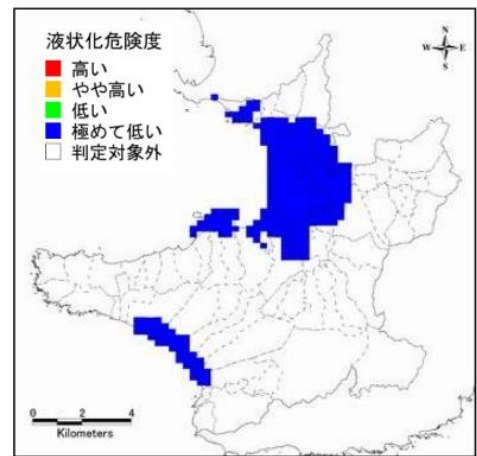 液状化危険度
高い
やや高い
低い
極めて低い
判定対象外
N
W E
S
0 2 4
Kilometers